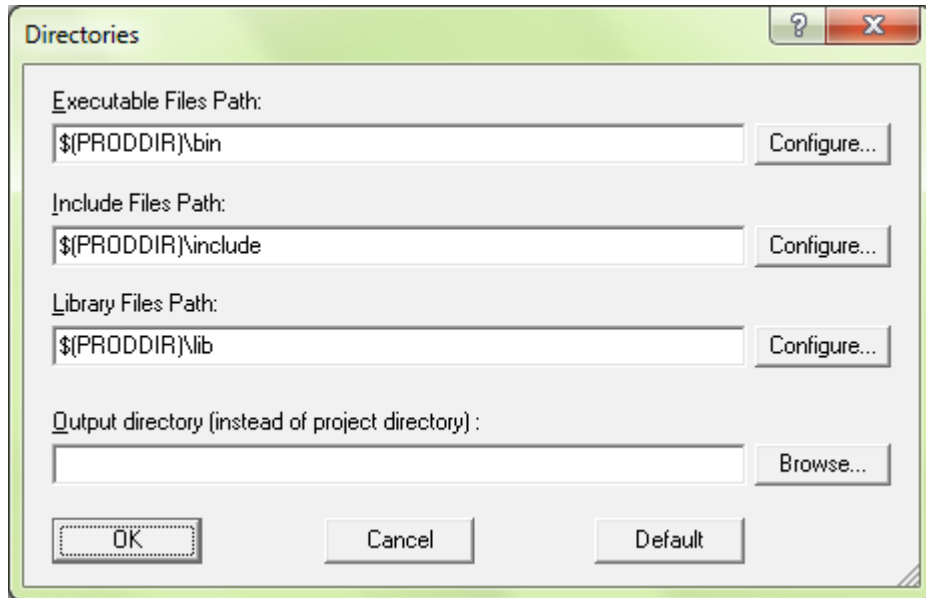 Directories
?
Executable Files Path:
$(PRODDIR)\bin
Configure...
Include Files Path:
$(PRODDIR)\include
Configure...
Library Files Path:
$(PRODDIR)\lib
Configure...
Output directory (instead of project directory) :
Browse...
OK Cancel Default